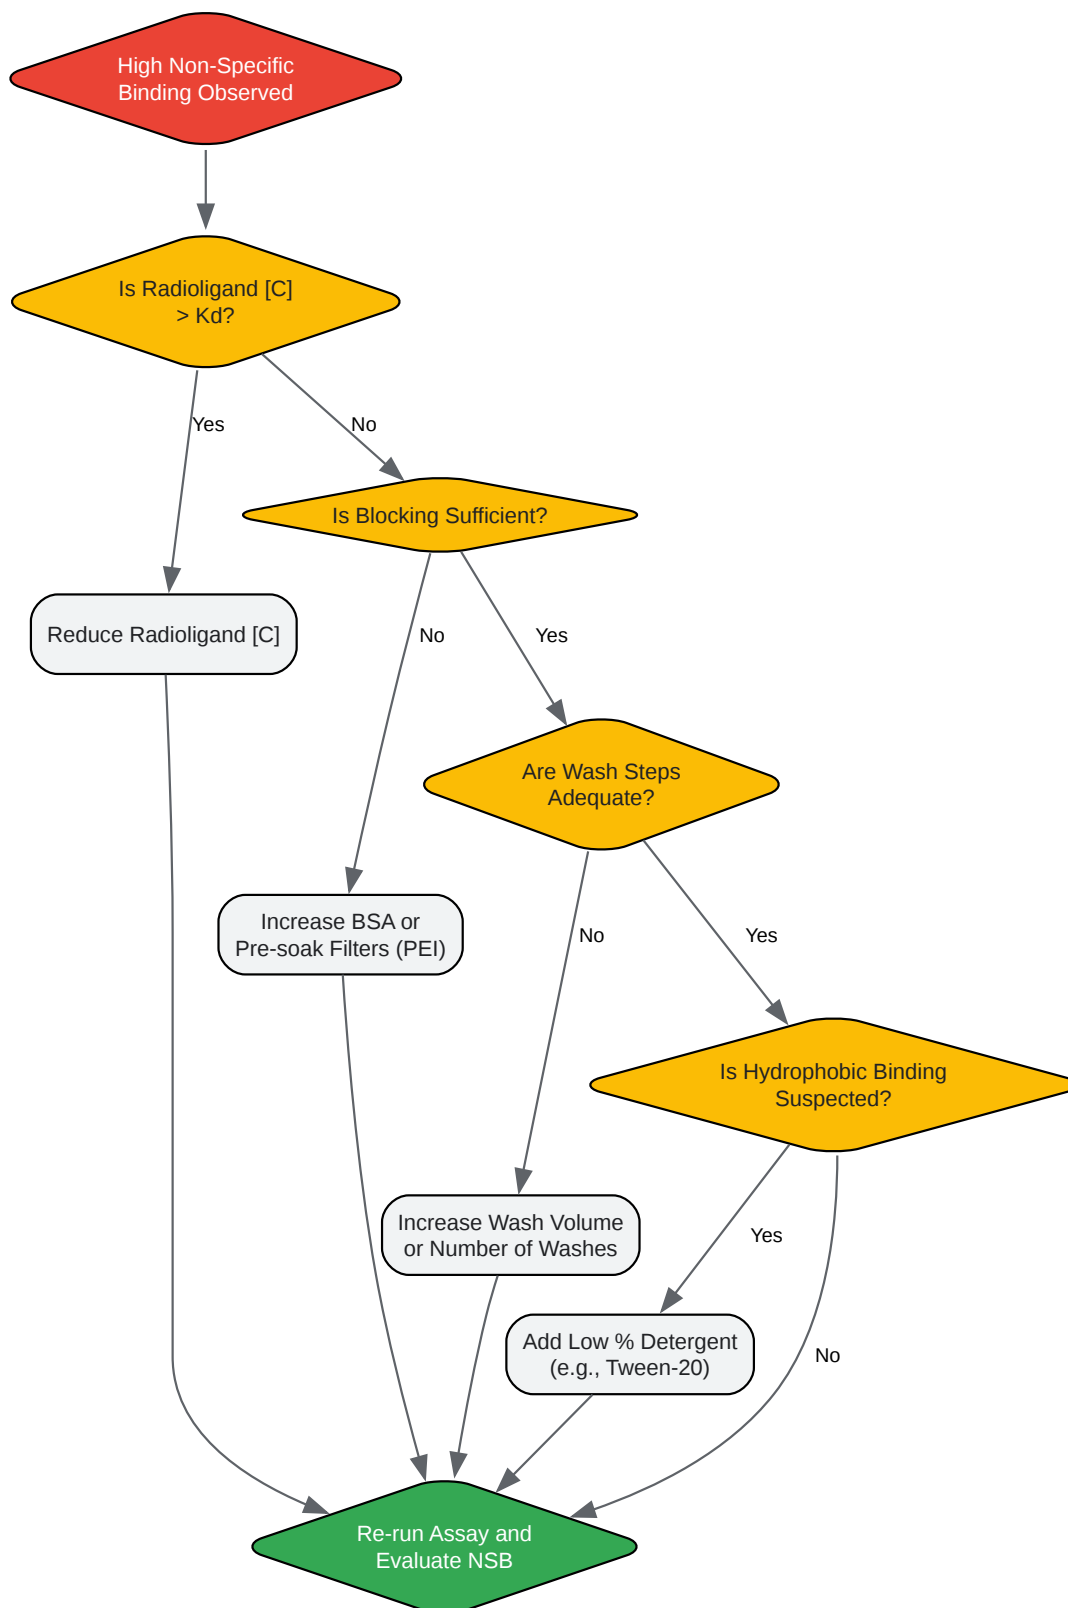 High Non-Specific
Binding Observed
Is Radioligand [C]
> Kd?
Yes
No
Is Blocking Sufficient?
Reduce Radioligand [C]
No
Yes
Are Wash Steps
Adequate?
Increase BSA or
Pre-soak Filters (PEI)
No
Yes
Is Hydrophobic Binding
Suspected?
Increase Wash Volume
or Number of Washes
Yes
Add Low % Detergent
(e.g., Tween-20)
No
Re-run Assay and
Evaluate NSB